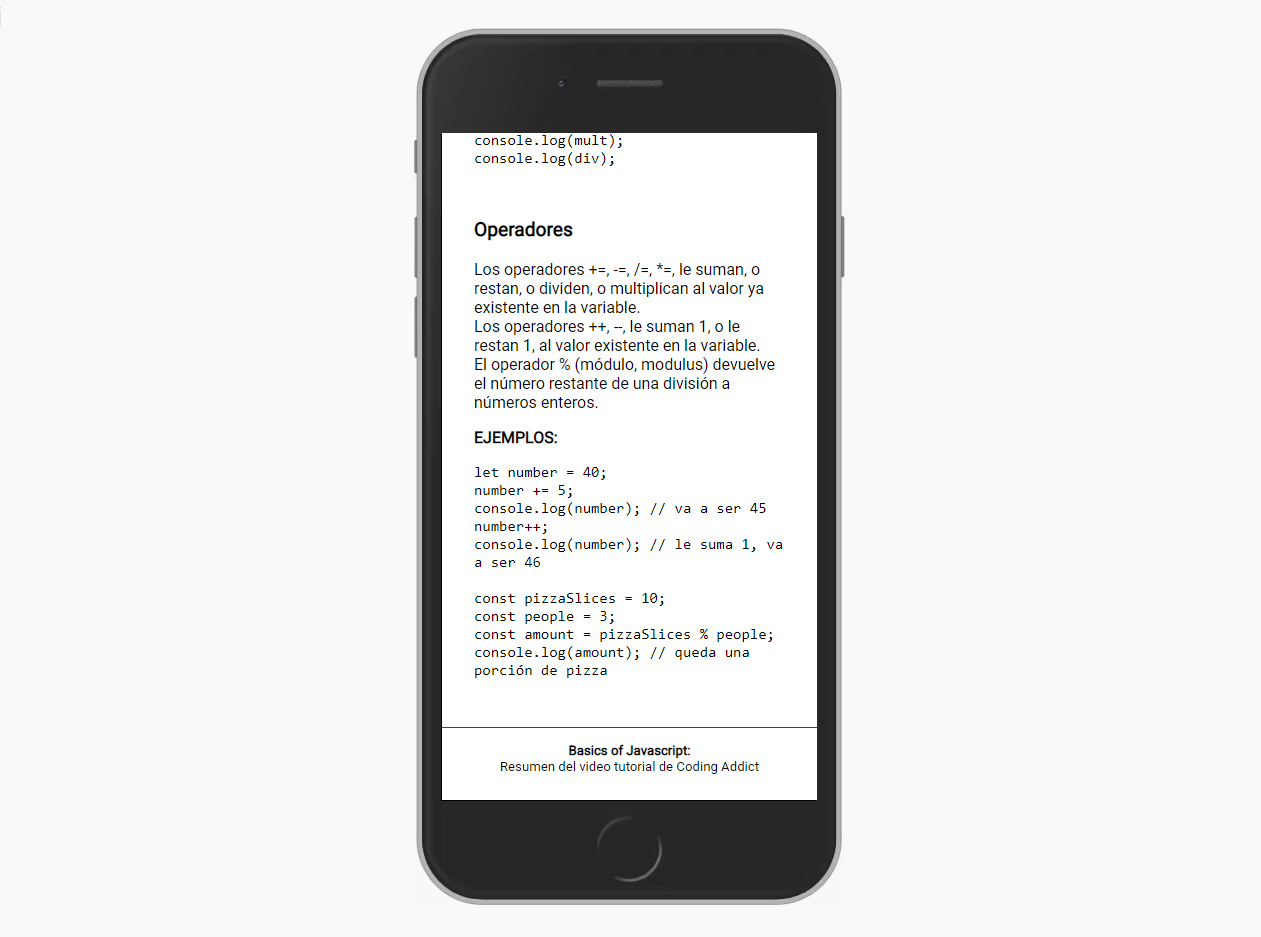 console.log(mult);
console.log(div);
Operadores
Los operadores +=, -=, /=, *=, le suman, o
restan, o dividen, o multiplican al valor ya
existente en la variable.
Los operadores ++, --, le suman 1, o le
restan 1, al valor existente en la variable.
El operador % (módulo, modulus) devuelve
el número restante de una división a
números enteros.
EJEMPLOS:
let number = 40;
number += 5;
console.log(number); // va a ser 45
number++;
console.log(number); // le suma 1, va
a ser 46
const pizzaSlices = 10;
const people = 3;
const amount = pizzaSlices % people;
console.log(amount); // queda una
porción de pizza
Basics of Javascript:
Resumen del video tutorial de Coding Addict